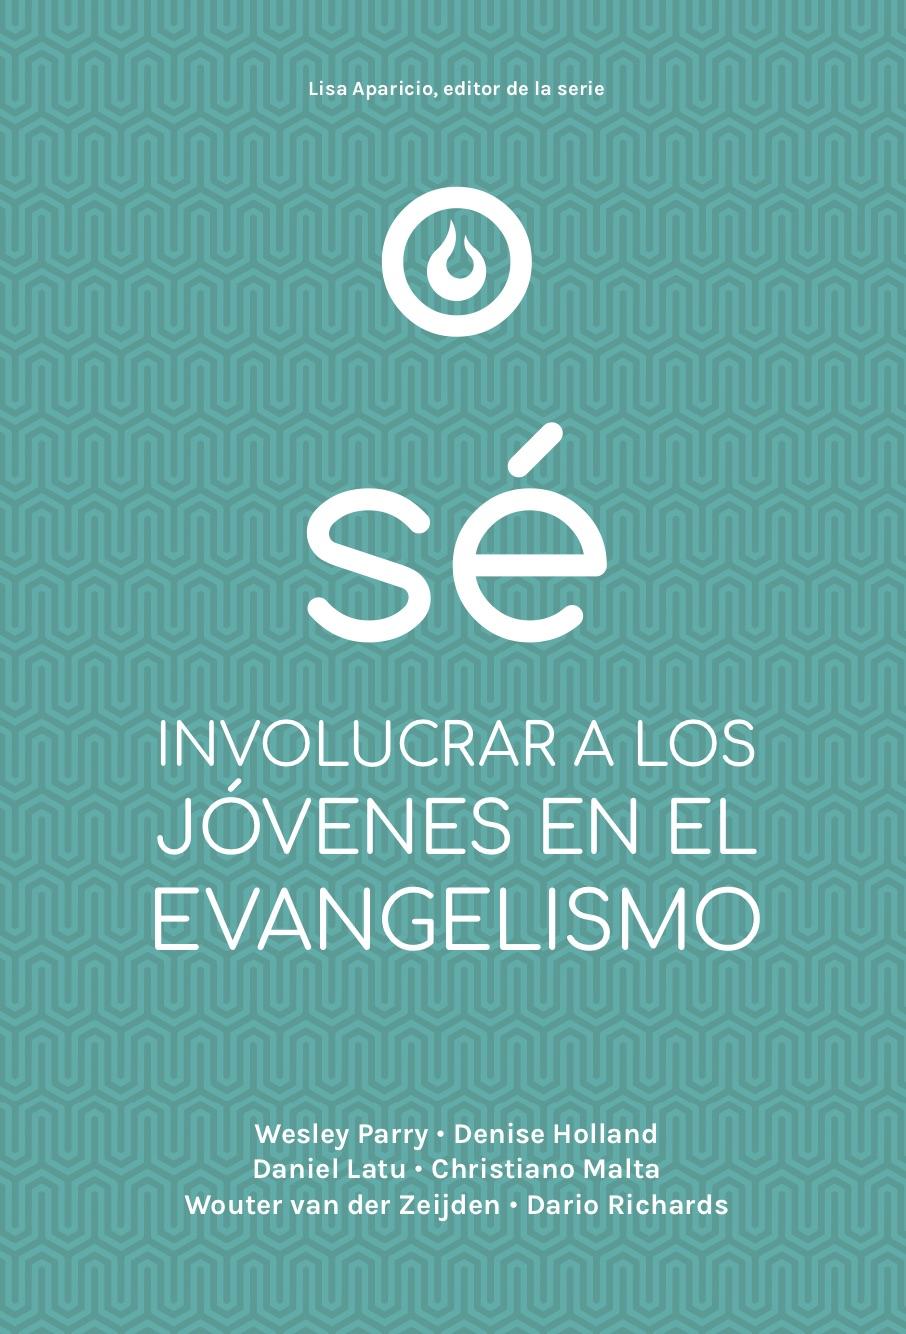 Lisa Aparicio, editor de la serie
sé
INVOLUCRAR A LOS
JÓVENES EN EL
EVANGELISMO
Wesley Parry • Denise Holland
Daniel Latu • Christiano Malta
Wouter van der Zeijden • Dario Richards